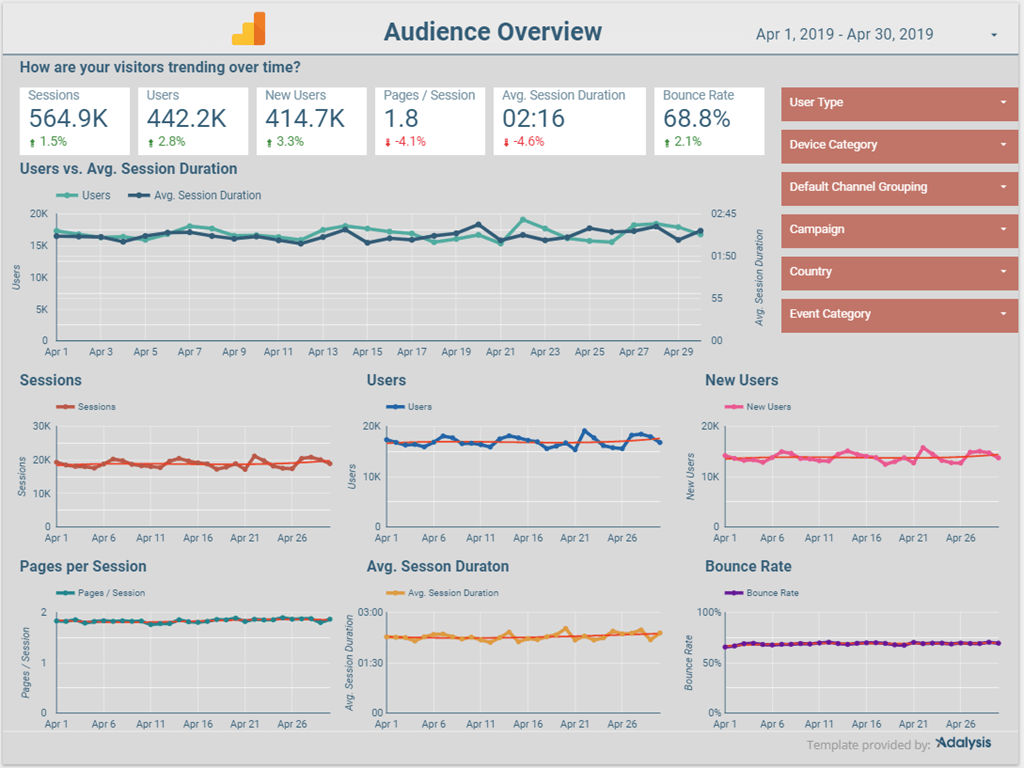 Audience Overview
Apr 1, 2019 - Apr 30, 2019
How are your visitors trending over time?
Sessions
564.9K
1.5%
Users
442.2K
2.8%
New Users
414.7K
3.3%
Pages / Session
1.8
-4.1%
Avg. Session Duration
02:16
-4.6%
Bounce Rate
68.8%
2.1%
User Type
Device Category
Default Channel Grouping
Campaign
Country
Event Category
Users vs. Avg. Session Duration
Users Avg. Session Duration
20K
15K
10K
5K
0
Users
02:45
01:50
55
00
Avg. Session Duration
Apr 1 Apr 3 Apr 5 Apr 7 Apr 9 Apr 11 Apr 13 Apr 15 Apr 17 Apr 19 Apr 21 Apr 23 Apr 25 Apr 27 Apr 29
Sessions
Sessions
30K
20K
10K
0
Sessions
Apr 1 Apr 6 Apr 11 Apr 16 Apr 21 Apr 26
Users
Users
20K
10K
0
Users
Apr 1 Apr 6 Apr 11 Apr 16 Apr 21 Apr 26
New Users
New Users
20K
10K
0
New Users
Apr 1 Apr 6 Apr 11 Apr 16 Apr 21 Apr 26
Pages per Session
Pages / Session
2
1
0
Pages / Session
Apr 1 Apr 6 Apr 11 Apr 16 Apr 21 Apr 26
Avg. Sesson Duraton
Avg. Session Duration
03:00
01:30
00
Avg. Session Duration
Apr 1 Apr 6 Apr 11 Apr 16 Apr 21 Apr 26
Bounce Rate
Bounce Rate
100%
50%
0%
Bounce Rate
Apr 1 Apr 6 Apr 11 Apr 16 Apr 21 Apr 26
Template provided by: Adalysis